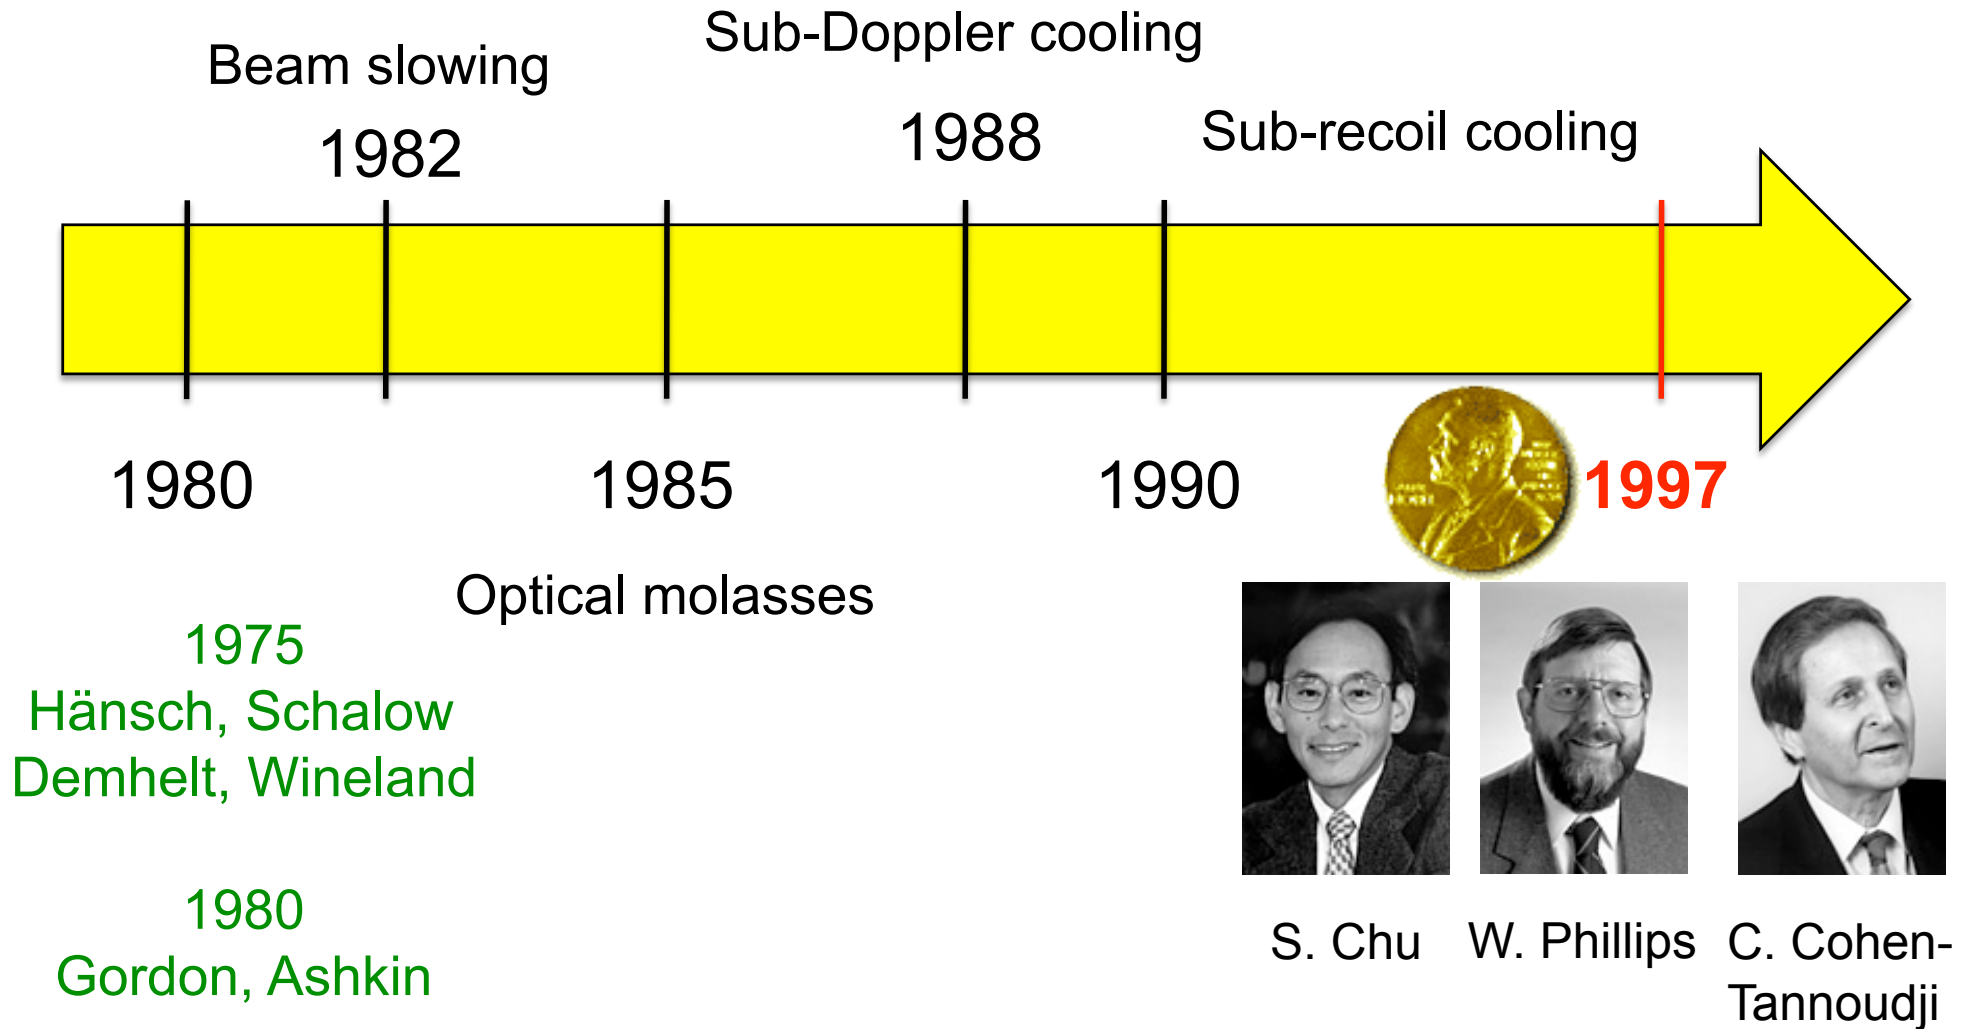 Sub-Doppler cooling
Beam slowing
1988
Sub-recoil cooling
1982
1980
1985
1990
1997
Optical molasses
1975
Hänsch, Schalow
Demhelt, Wineland
1980
Gordon, Ashkin
S. Chu
W. Phillips
C. Cohen-
Tannoudji